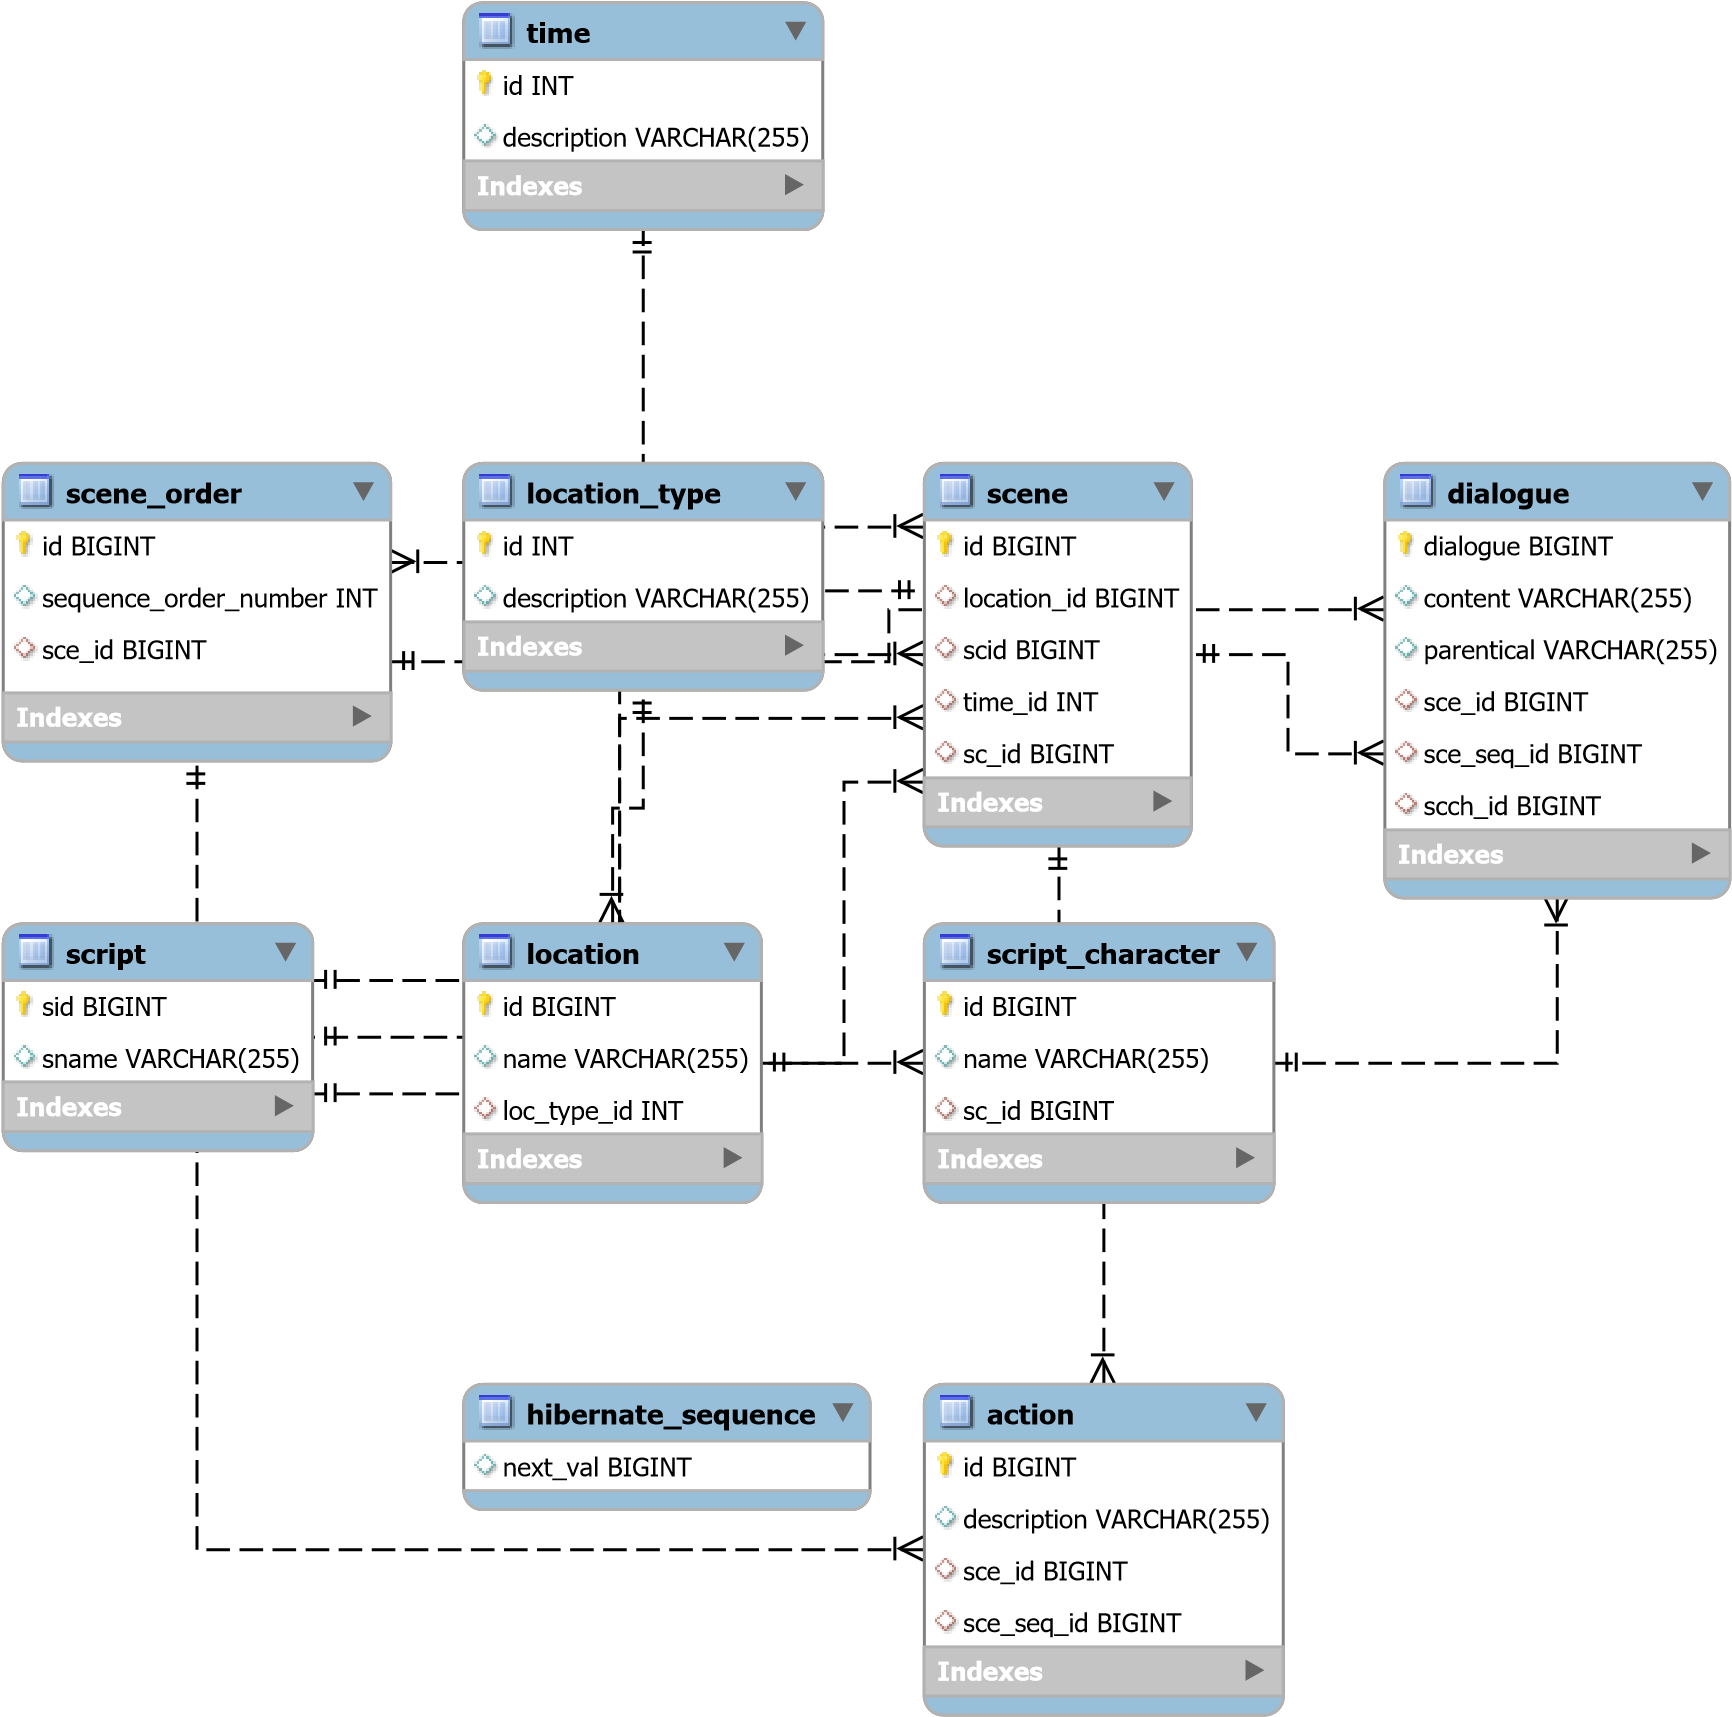 time
id INT
description VARCHAR(255)
Indexes
scene_order
id BIGINT
sequence_order_number INT
sce_id BIGINT
Indexes
location_type
id INT
description VARCHAR(255)
Indexes
scene
id BIGINT
location_id BIGINT
scid BIGINT
time_id INT
sc_id BIGINT
Indexes
dialogue
dialogue BIGINT
content VARCHAR(255)
parentical VARCHAR(255)
sce_id BIGINT
sce_seq_id BIGINT
scch_id BIGINT
Indexes
script
sid BIGINT
sname VARCHAR(255)
Indexes
location
id BIGINT
name VARCHAR(255)
loc_type_id INT
Indexes
script_character
id BIGINT
name VARCHAR(255)
sc_id BIGINT
Indexes
hibernate_sequence
next_val BIGINT
action
id BIGINT
description VARCHAR(255)
sce_id BIGINT
sce_seq_id BIGINT
Indexes